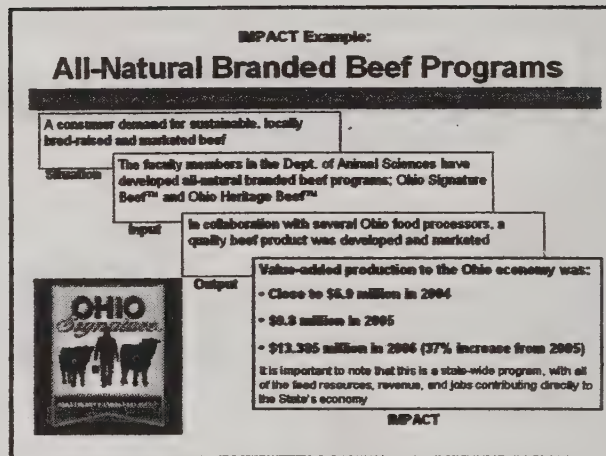 IMPACT Example:
All-Natural Branded Beef Programs
A consumer demand for sustainable, locally
bred-raised and marketed beef
Situation
The faculty members in the Dept. of Animal Sciences have
developed all-natural branded beef programs; Ohio Signature
Beef™ and Ohio Heritage Beef™
Input
In collaboration with several Ohio food processors, a
quality beef product was developed and marketed
Output
Value-added production to the Ohio economy was:
• Close to $6.9 million in 2004
• $9.8 million in 2005
• $13.385 million in 2006 (37% increase from 2005)
It is important to note that this is a state-wide program, with all
of the feed resources, revenue, and jobs contributing directly to
the State's economy
IMPACT
OHIO
Signature